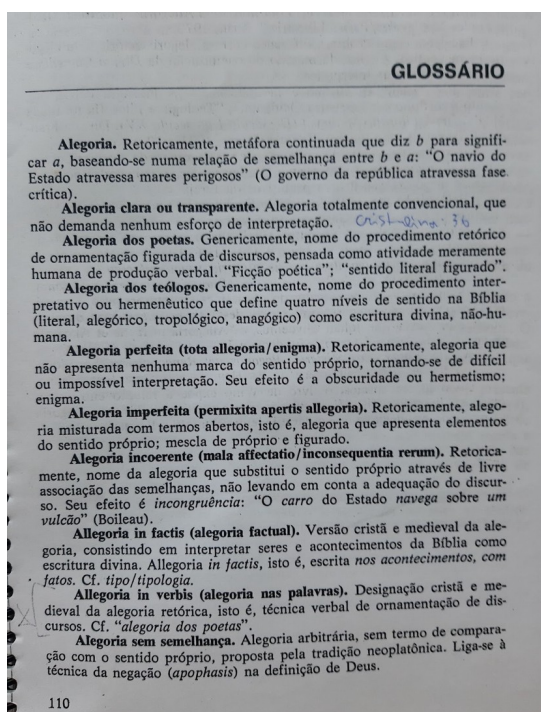 GLOSSÁRIO
Alegoria. Retoricamente, metáfora continuada que diz b para signifi-
car a, baseando-se numa relação de semelhança entre b e a: “O navio do
Estado atravessa mares perigosos” (O governo da república atravessa fase
crítica).
Alegoria clara ou transparente. Alegoria totalmente convencional, que
não demanda nenhum esforço de interpretação. cristalina: 36
Alegoria dos poetas. Genericamente, nome do procedimento retórico
de ornamentação figurada de discursos, pensada como atividade meramente
humana de produção verbal. “Ficção poética”; “sentido literal figurado”.
Alegoria dos teólogos. Genericamente, nome do procedimento inter-
pretativo ou hermenêutico que define quatro níveis de sentido na Bíblia
(literal, alegórico, tropológico, anagógico) como escritura divina, não-hu-
mana.
Alegoria perfeita (tota allegoria/enigma). Retoricamente, alegoria que
não apresenta nenhuma marca do sentido próprio, tornando-se de difícil
ou impossível interpretação. Seu efeito é a obscuridade ou hermetismo;
enigma.
Alegoria imperfeita (permixita apertis allegoria). Retoricamente, alego-
ria misturada com termos abertos, isto é, alegoria que apresenta elementos
do sentido próprio; mescla de próprio e figurado.
Alegoria incoerente (mala affectatio/inconsequentia rerum). Retorica-
mente, nome da alegoria que substitui o sentido próprio através de livre
associação das semelhanças, não levando em conta a adequação do discur-
so. Seu efeito é incongruência: “O carro do Estado navega sobre um
vulcão” (Boileau).
Allegoria in factis (alegoria factual). Versão cristã e medieval da ale-
goria, consistindo em interpretar seres e acontecimentos da Bíblia como
escritura divina. Allegoria in factis, isto é, escrita nos acontecimentos, com
fatos. Cf. tipo/tipologia.
Allegoria in verbis (alegoria nas palavras). Designação cristã e me-
dieval da alegoria retórica, isto é, técnica verbal de ornamentação de dis-
cursos. Cf. “alegoria dos poetas”.
Alegoria sem semelhança. Alegoria arbitrária, sem termo de compara-
ção com o sentido próprio, proposta pela tradição neoplatônica. Liga-se à
técnica da negação (apophasis) na definição de Deus.
110